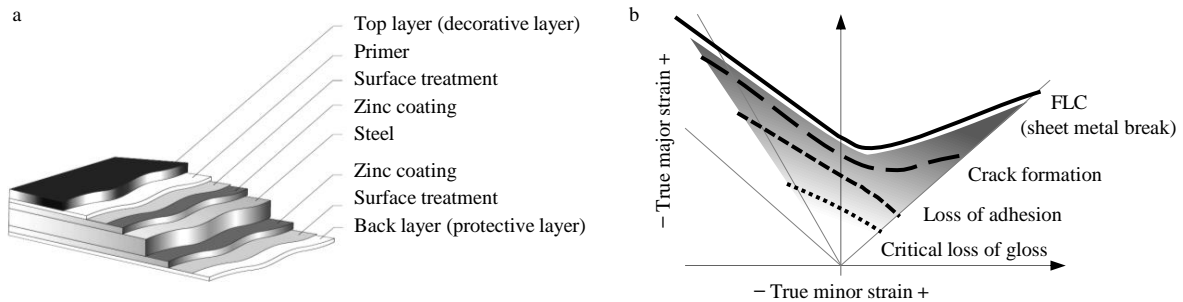 a
Top layer (decorative layer)
Primer
Surface treatment
Zinc coating
Steel
Zinc coating
Surface treatment
Back layer (protective layer)
b
− True major strain +
FLC
(sheet metal break)
Crack formation
Loss of adhesion
Critical loss of gloss
− True minor strain +